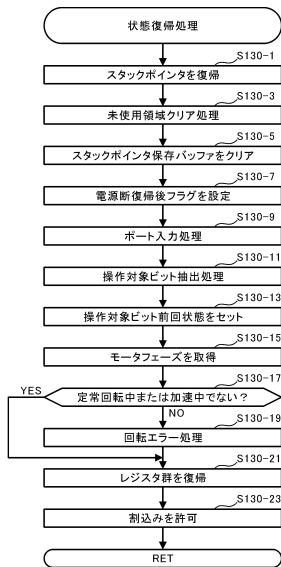 状態復帰処理
S130-1
スタックポインタを復帰
S130-3
未使用領域クリア処理
S130-5
スタックポインタ保存バッファをクリア
S130-7
電源断復帰後フラグを設定
S130-9
ポート入力処理
S130-11
操作対象ビット抽出処理
S130-13
操作対象ビット前回状態をセット
S130-15
モータフェーズを取得
S130-17
YES
定常回転中または加速中でない?
NO
S130-19
回転エラー処理
S130-21
レジスタ群を復帰
S130-23
割込みを許可
RET